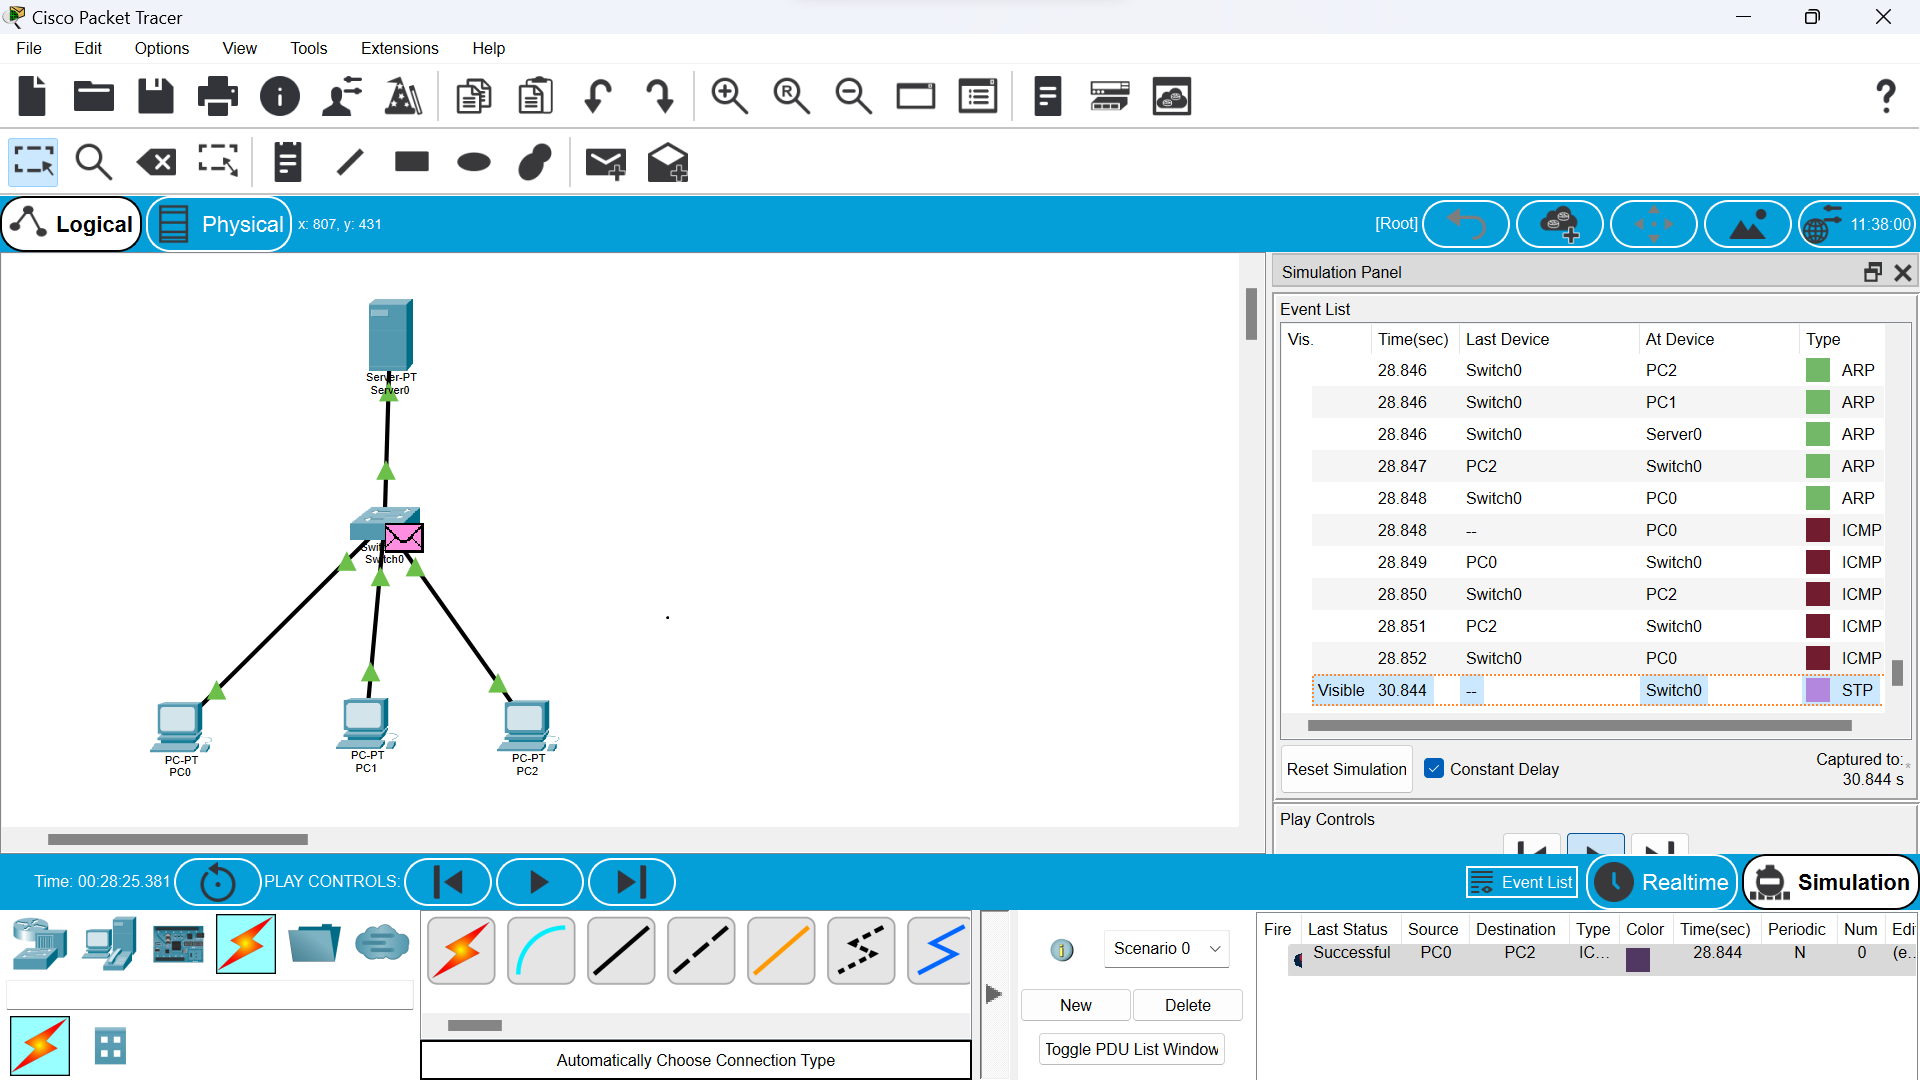 Cisco Packet Tracer
File Edit Options View Tools Extensions Help
Logical Physical x: 807, y: 431 [Root] 11:38:00
Server-PT
Server0
Switch0
PC-PT
PC0
PC-PT
PC1
PC-PT
PC2
Simulation Panel
Event List
Vis. Time(sec) Last Device At Device Type
28.846 Switch0 PC2 ARP
28.846 Switch0 PC1 ARP
28.846 Switch0 Server0 ARP
28.847 PC2 Switch0 ARP
28.848 Switch0 PC0 ARP
28.848 -- PC0 ICMP
28.849 PC0 Switch0 ICMP
28.850 Switch0 PC2 ICMP
28.851 PC2 Switch0 ICMP
28.852 Switch0 PC0 ICMP
Visible 30.844 -- Switch0 STP
Reset Simulation Constant Delay Captured to: *
30.844 s
Play Controls
Time: 00:28:25.381 PLAY CONTROLS: Event List Realtime Simulation
Automatically Choose Connection Type
Scenario 0
New Delete
Toggle PDU List Window
Fire Last Status Source Destination Type Color Time(sec) Periodic Num Edi
Successful PC0 PC2 IC... 28.844 N 0 (e...